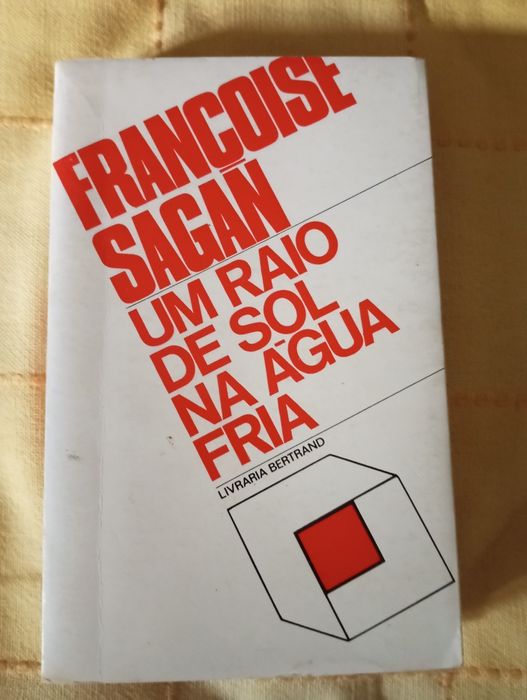 FRANÇOISE
SAGAN
UM RAIO
DE SOL
NA ÁGUA
FRIA
LIVRARIA BERTRAND